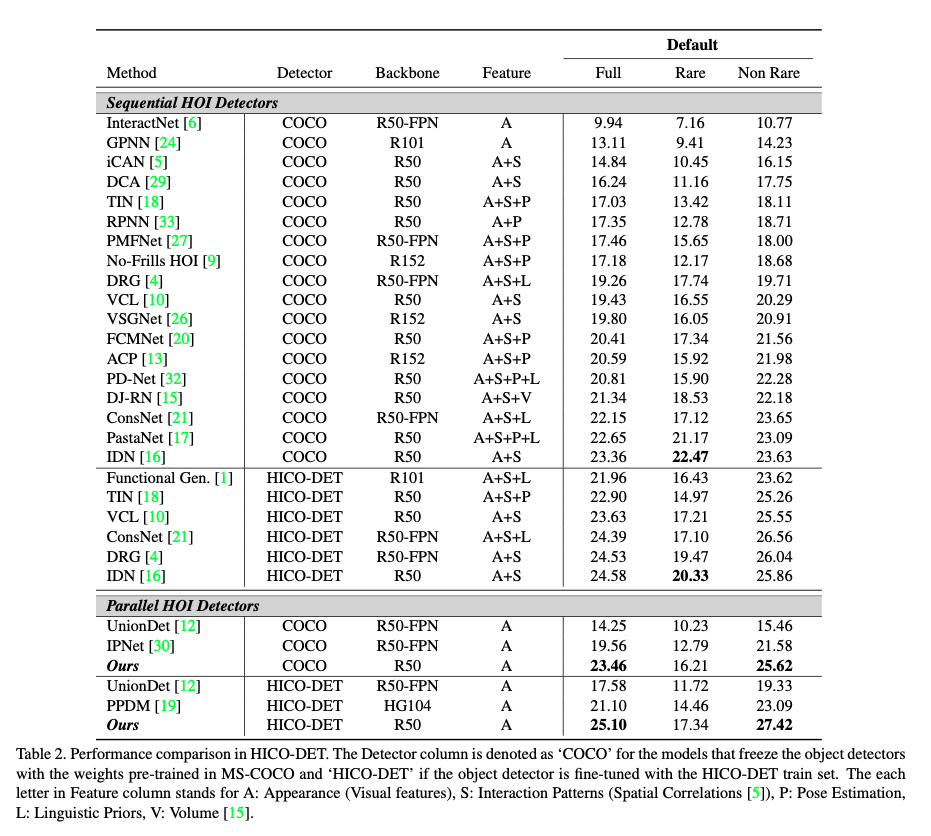 Default
Method Detector Backbone Feature Full Rare Non Rare
Sequential HOI Detectors
InteractNet [6] COCO R50-FPN A 9.94 7.16 10.77
GPNN [24] COCO R101 A 13.11 9.41 14.23
iCAN [5] COCO R50 A+S 14.84 10.45 16.15
DCA [29] COCO R50 A+S 16.24 11.16 17.75
TIN [18] COCO R50 A+S+P 17.03 13.42 18.11
RPNN [33] COCO R50 A+P 17.35 12.78 18.71
PMFNet [27] COCO R50-FPN A+S+P 17.46 15.65 18.00
No-Frills HOI [9] COCO R152 A+S+P 17.18 12.17 18.68
DRG [4] COCO R50-FPN A+S+L 19.26 17.74 19.71
VCL [10] COCO R50 A+S 19.43 16.55 20.29
VSGNet [26] COCO R152 A+S 19.80 16.05 20.91
FCMNet [20] COCO R50 A+S+P 20.41 17.34 21.56
ACP [13] COCO R152 A+S+P 20.59 15.92 21.98
PD-Net [32] COCO R50 A+S+P+L 20.81 15.90 22.28
DJ-RN [15] COCO R50 A+S+V 21.34 18.53 22.18
ConsNet [21] COCO R50-FPN A+S+L 22.15 17.12 23.65
PastaNet [17] COCO R50 A+S+P+L 22.65 21.17 23.09
IDN [16] COCO R50 A+S 23.36 22.47 23.63
Functional Gen. [1] HICO-DET R101 A+S+L 21.96 16.43 23.62
TIN [18] HICO-DET R50 A+S+P 22.90 14.97 25.26
VCL [10] HICO-DET R50 A+S 23.63 17.21 25.55
ConsNet [21] HICO-DET R50-FPN A+S+L 24.39 17.10 26.56
DRG [4] HICO-DET R50-FPN A+S 24.53 19.47 26.04
IDN [16] HICO-DET R50 A+S 24.58 20.33 25.86
Parallel HOI Detectors
UnionDet [12] COCO R50-FPN A 14.25 10.23 15.46
IPNet [30] COCO R50-FPN A 19.56 12.79 21.58
Ours COCO R50 A 23.46 16.21 25.62
UnionDet [12] HICO-DET R50-FPN A 17.58 11.72 19.33
PPDM [19] HICO-DET HG104 A 21.10 14.46 23.09
Ours HICO-DET R50 A 25.10 17.34 27.42
Table 2. Performance comparison in HICO-DET. The Detector column is denoted as ‘COCO’ for the models that freeze the object detectors
with the weights pre-trained in MS-COCO and ‘HICO-DET’ if the object detector is fine-tuned with the HICO-DET train set. The each
letter in Feature column stands for A: Appearance (Visual features), S: Interaction Patterns (Spatial Correlations [5]), P: Pose Estimation,
L: Linguistic Priors, V: Volume [15].